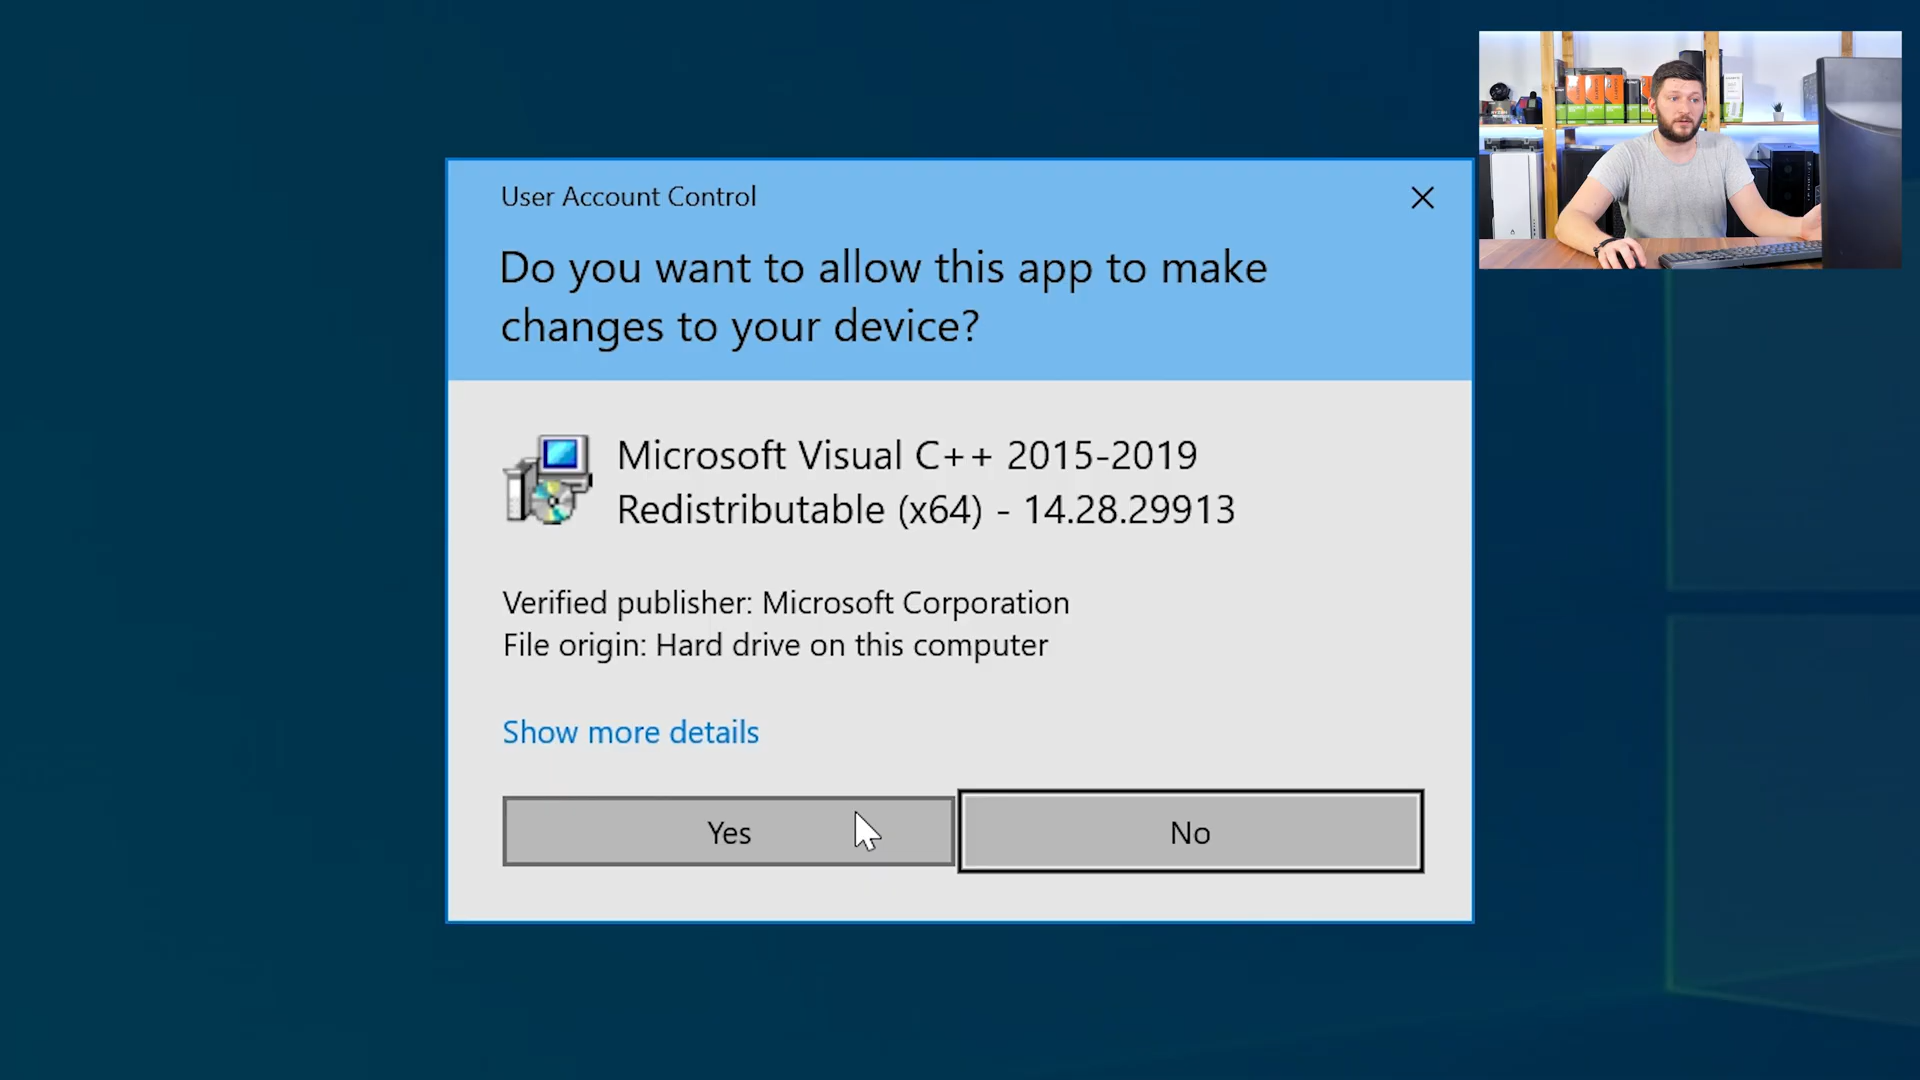 User Account Control
Do you want to allow this app to make
changes to your device?
Microsoft Visual C++ 2015-2019
Redistributable (x64) - 14.28.29913
Verified publisher: Microsoft Corporation
File origin: Hard drive on this computer
Show more details
Yes
No